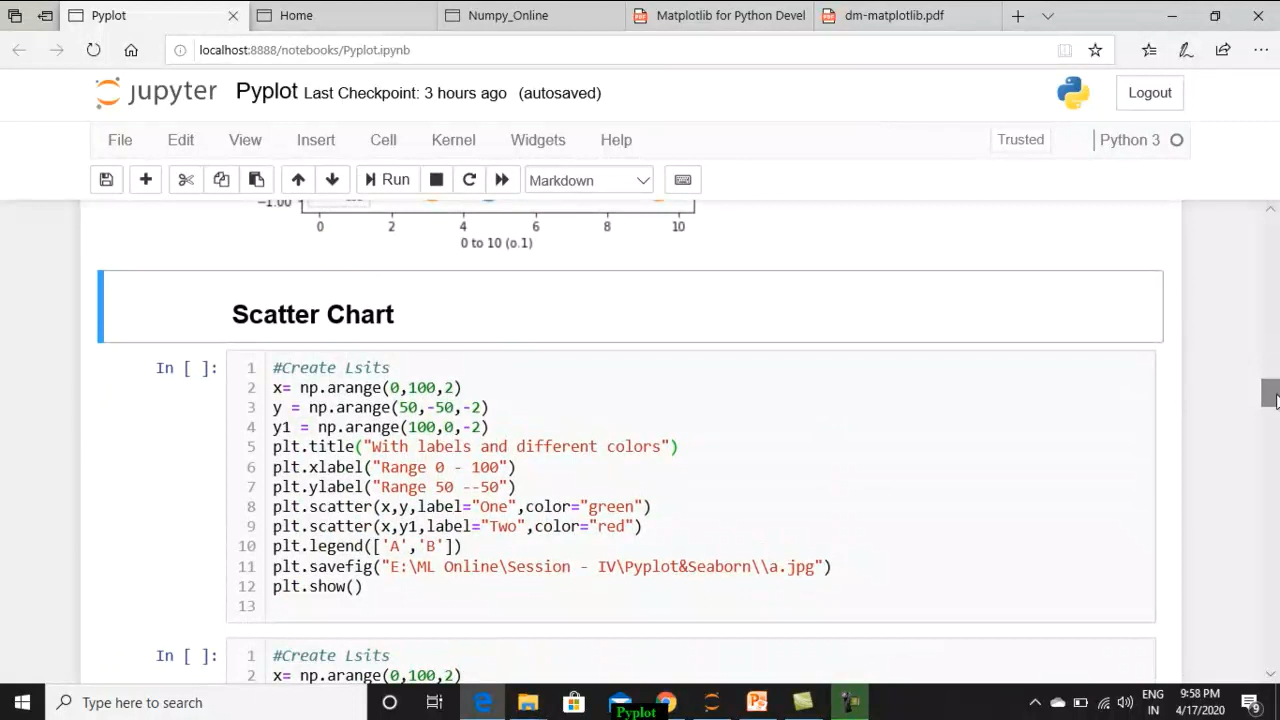 Pyplot
Home
Numpy_Online
Matplotlib for Python Devel
dm-matplotlib.pdf
localhost:8888/notebooks/Pyplot.ipynb
jupyter Pyplot Last Checkpoint: 3 hours ago (autosaved)
Logout
File Edit View Insert Cell Kernel Widgets Help
Trusted Python 3
Run Markdown
−1.00
0 2 4 6 8 10
0 to 10 (o.1)
Scatter Chart
In [ ]:
1 #Create Lsits
2 x= np.arange(0,100,2)
3 y = np.arange(50,-50,-2)
4 y1 = np.arange(100,0,-2)
5 plt.title("With labels and different colors")
6 plt.xlabel("Range 0 - 100")
7 plt.ylabel("Range 50 --50")
8 plt.scatter(x,y,label="One",color="green")
9 plt.scatter(x,y1,label="Two",color="red")
10 plt.legend(['A','B'])
11 plt.savefig("E:\ML Online\Session - IV\Pyplot&Seaborn\\a.jpg")
12 plt.show()
13
In [ ]:
1 #Create Lsits
2 x= np.arange(0,100,2)
Type here to search
Pyplot
ENG
IN
9:58 PM
4/17/2020
9